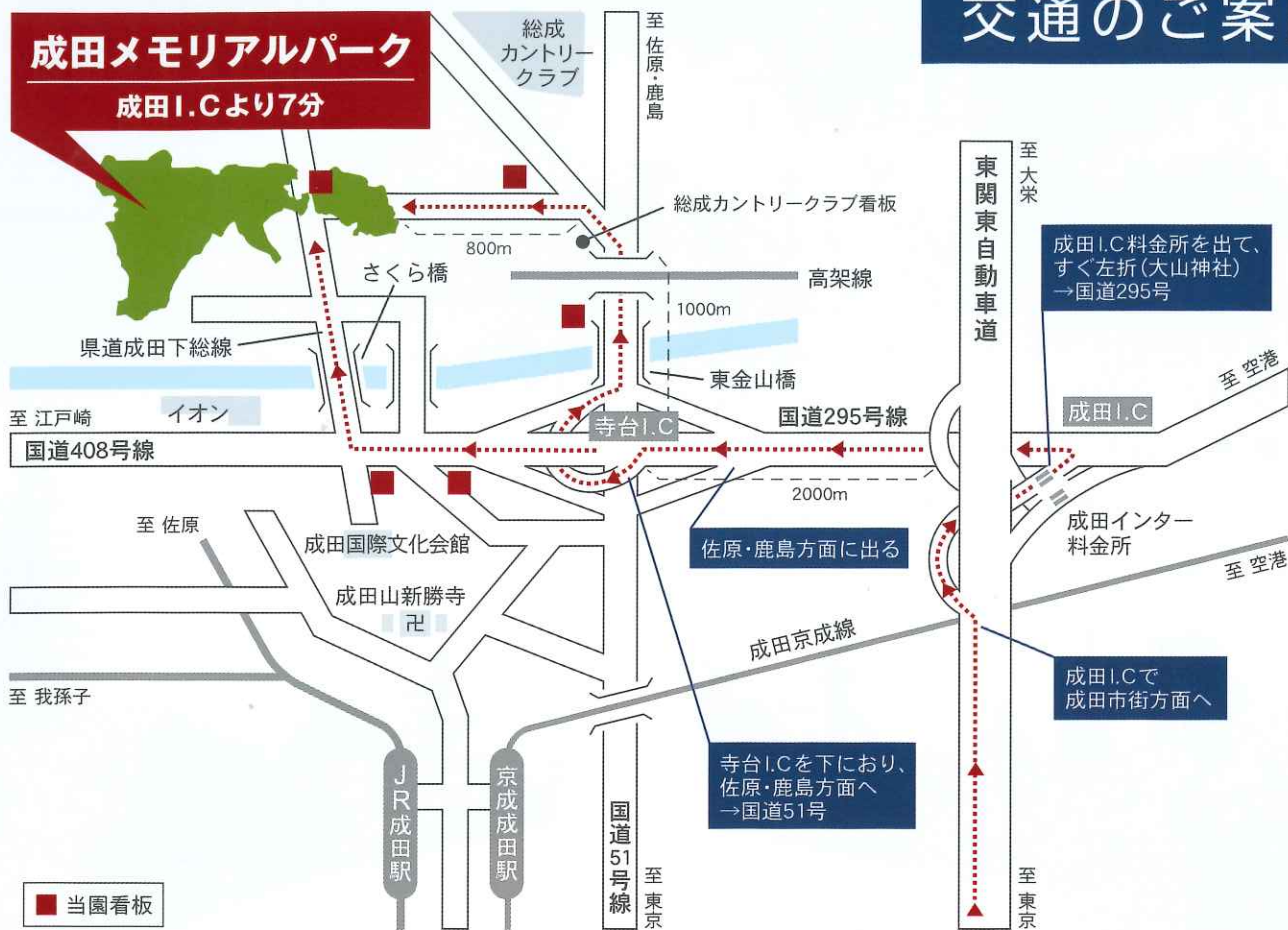 交通のご案
成田メモリアルパーク
成田I.Cより7分
総成
カントリー
クラブ
至 佐原・鹿島
東関東自動車道
至 大栄
総成カントリークラブ看板
800m
さくら橋
高架線
1000m
成田I.C料金所を出て、
すぐ左折(大山神社)
→国道295号
県道成田下総線
東金山橋
至 空港
至 江戸崎
イオン
寺台I.C
国道295号線
成田I.C
国道408号線
2000m
至 佐原
成田国際文化会館
佐原・鹿島方面に出る
成田インター
料金所
至 空港
成田山新勝寺
卍
成田京成線
至 我孫子
成田I.Cで
成田市街方面へ
寺台I.Cを下におり、
佐原・鹿島方面へ
→国道51号
JR成田駅
京成成田駅
国道51号線
至 東京
至 東京
当園看板